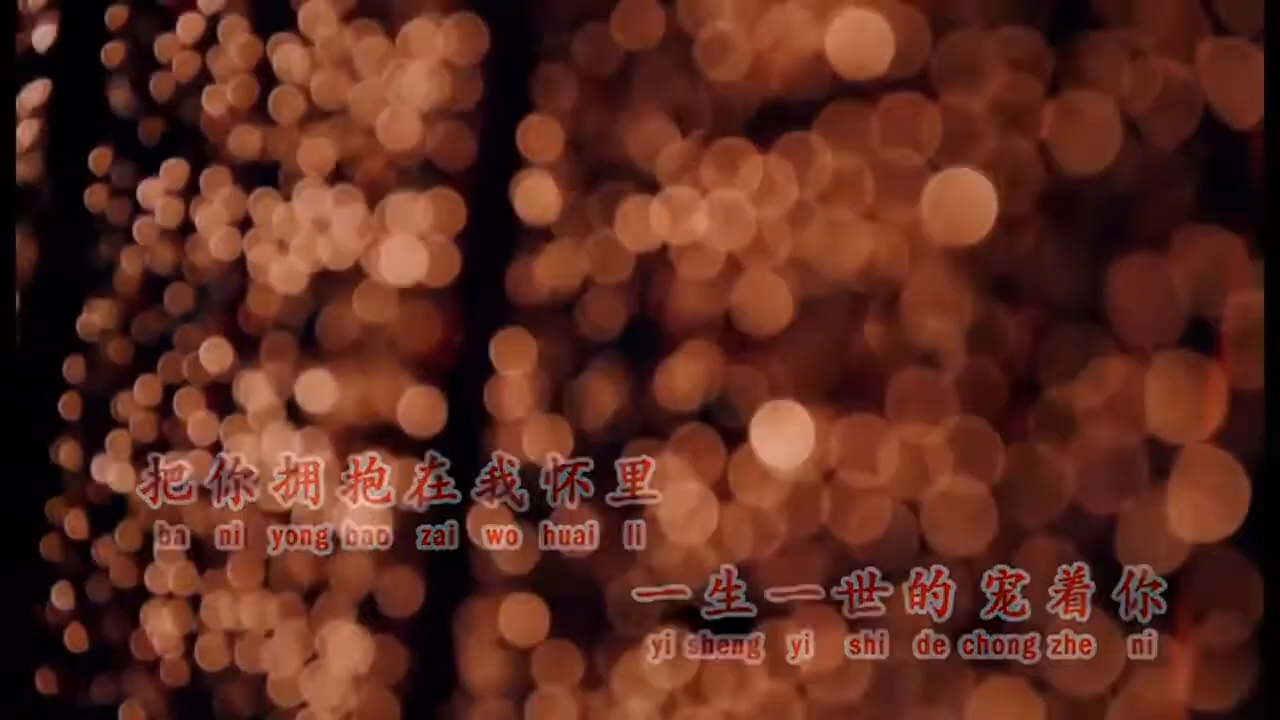 把你拥抱在我怀里
ba ni yong bao zai wo huai li
一生一世的宠着你
yi sheng yi shi de chong zhe ni